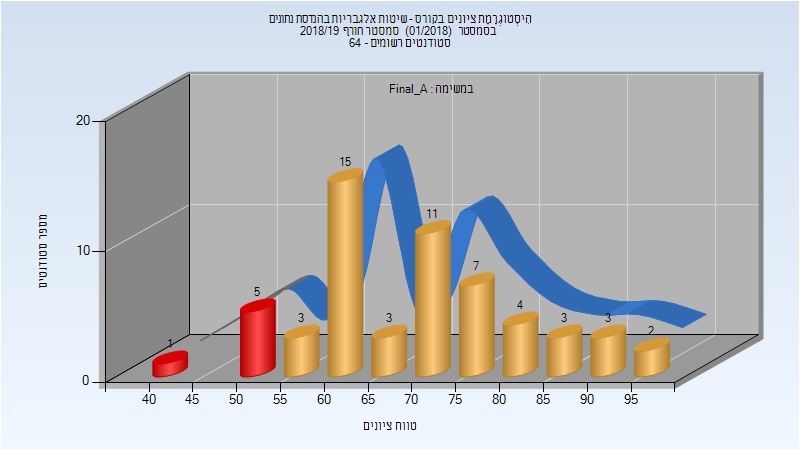 היסטוגרמת ציונים בקורס - שיטות אלגבריות בהנדסת נתונים
בסמסטר (01/2018) סמסטר חורף 2018/19
סטודנטים רשומים - 64
במשימה : Final_A
מספר סטודנטים
20
10
0
1
5
3
15
3
11
7
4
3
3
2
40 45 50 55 60 65 70 75 80 85 90 95
טווח ציונים